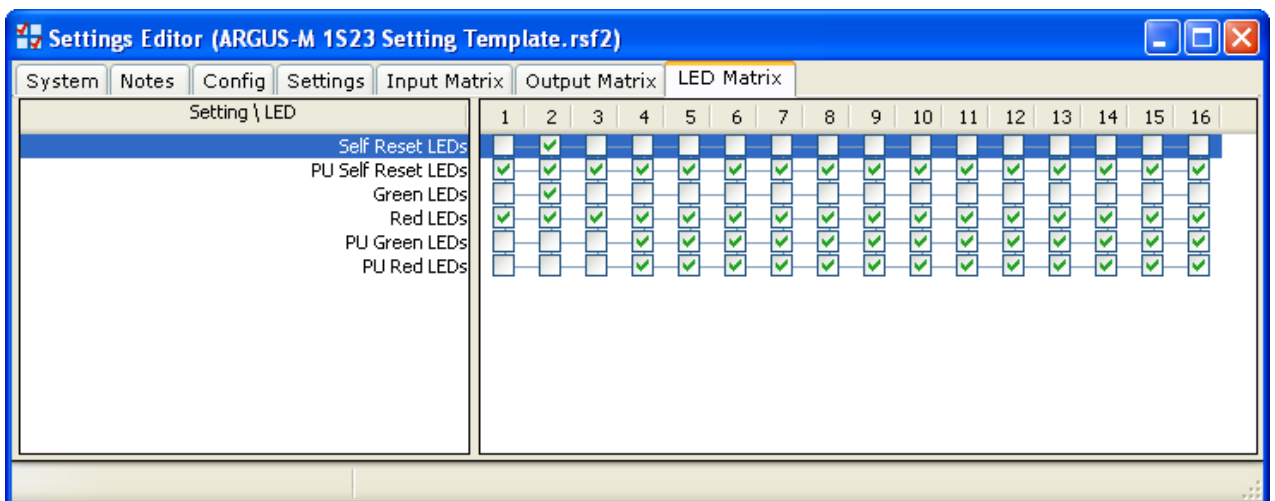 Settings Editor (ARGUS-M 1S23 Setting Template.rsf2)
System Notes Config Settings Input Matrix Output Matrix LED Matrix
Setting \ LED 1 2 3 4 5 6 7 8 9 10 11 12 13 14 15 16
Self Reset LEDs
PU Self Reset LEDs
Green LEDs
Red LEDs
PU Green LEDs
PU Red LEDs